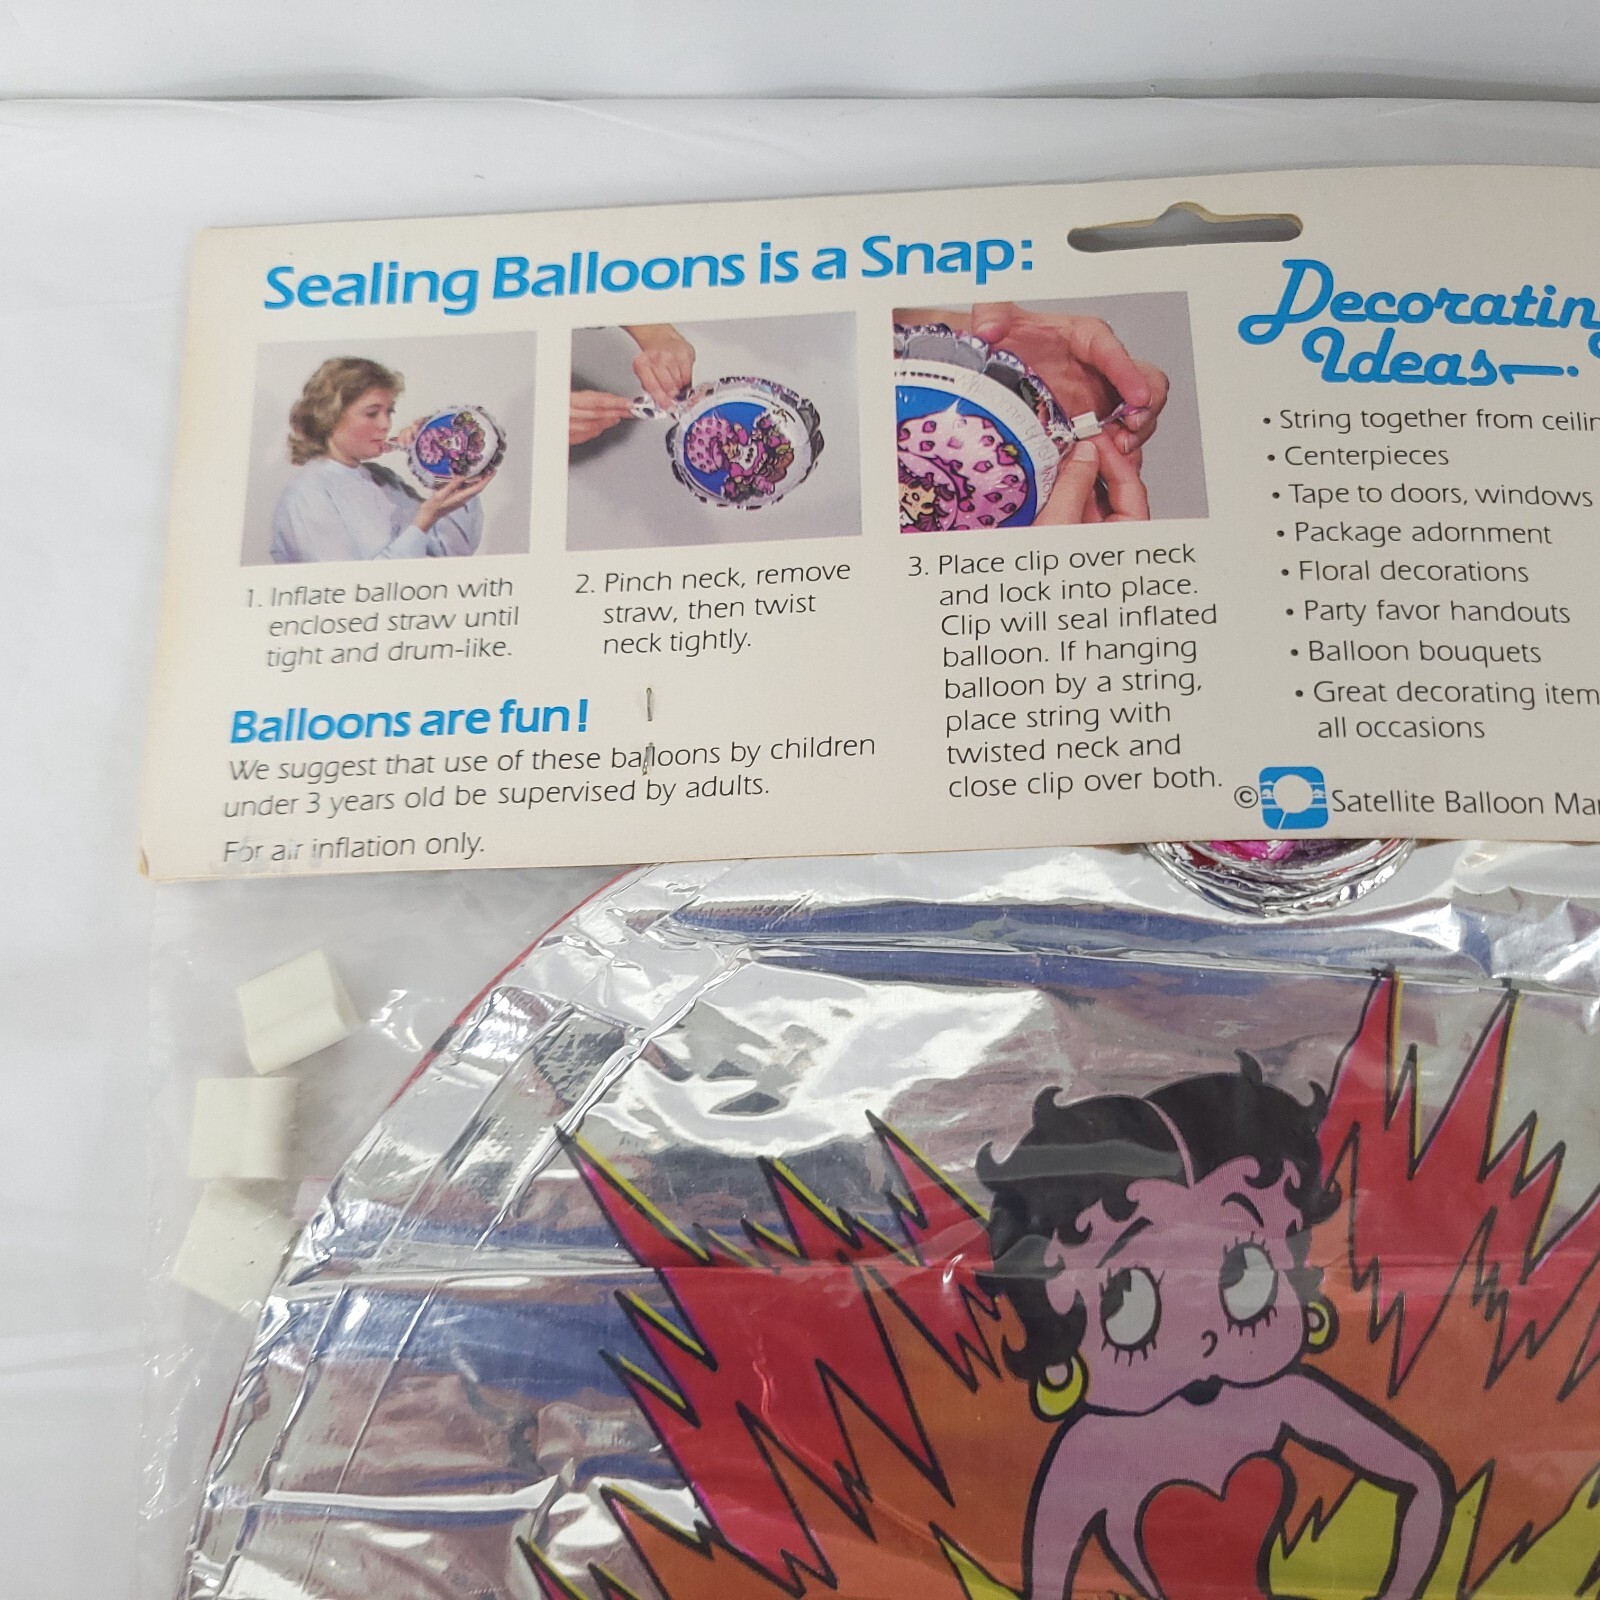 Sealing Balloons is a Snap:
1. Inflate balloon with
enclosed straw until
tight and drum-like.
2. Pinch neck, remove
straw, then twist
neck tightly.
3. Place clip over neck
and lock into place.
Clip will seal inflated
balloon. If hanging
balloon by a string,
place string with
twisted neck and
close clip over both.
Balloons are fun!
We suggest that use of these balloons by children
under 3 years old be supervised by adults.
For air inflation only.
Decoratin
Ideas
• String together from ceilin
• Centerpieces
• Tape to doors, windows
• Package adornment
• Floral decorations
• Party favor handouts
• Balloon bouquets
• Great decorating item
all occasions
© Satellite Balloon Ma